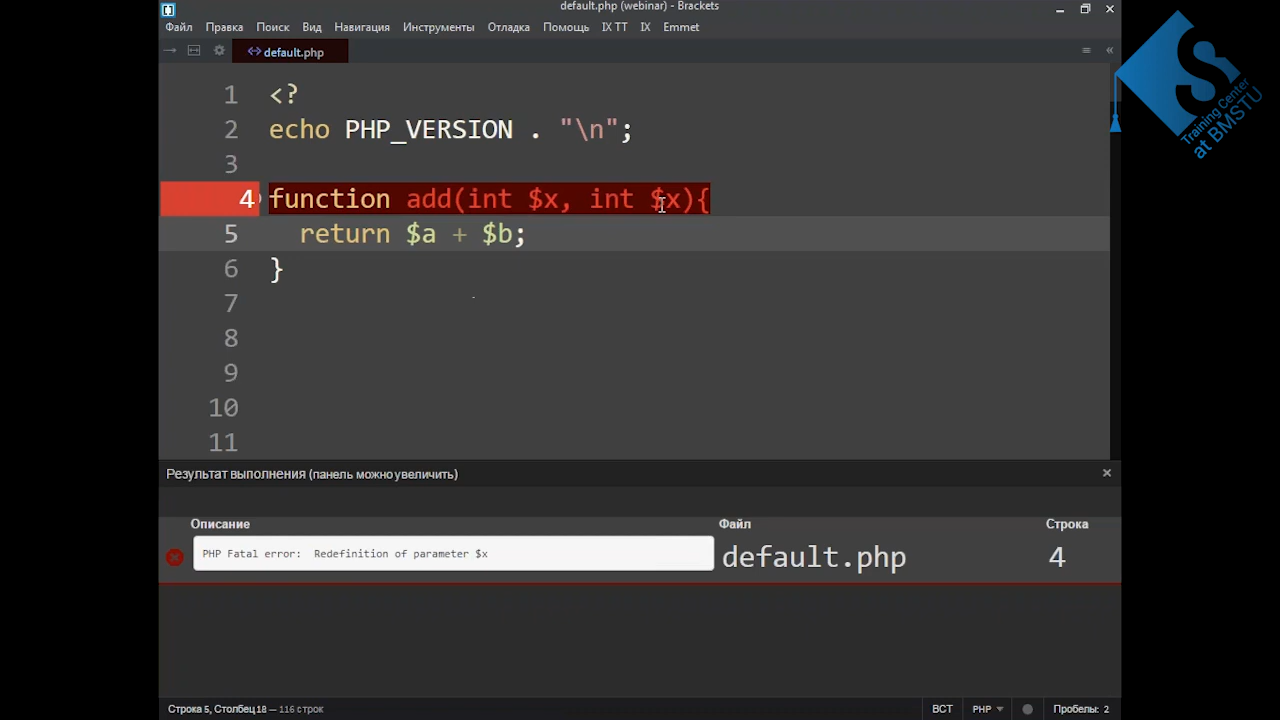 default.php (webinar) - Brackets
Файл Правка Поиск Вид Навигация Инструменты Отладка Помощь IX TT IX Emmet
default.php
1 <?
2 echo PHP_VERSION . "\n";
3
4 function add(int $x, int $x){
5 return $a + $b;
6 }
7
8
9
10
11
Результат выполнения (панель можно увеличить)
Описание Файл Строка
PHP Fatal error: Redefinition of parameter $x default.php 4
Строка 5, Столбец 18 — 116 строк ВСТ PHP Пробелы: 2
Training Center
at BMSTU